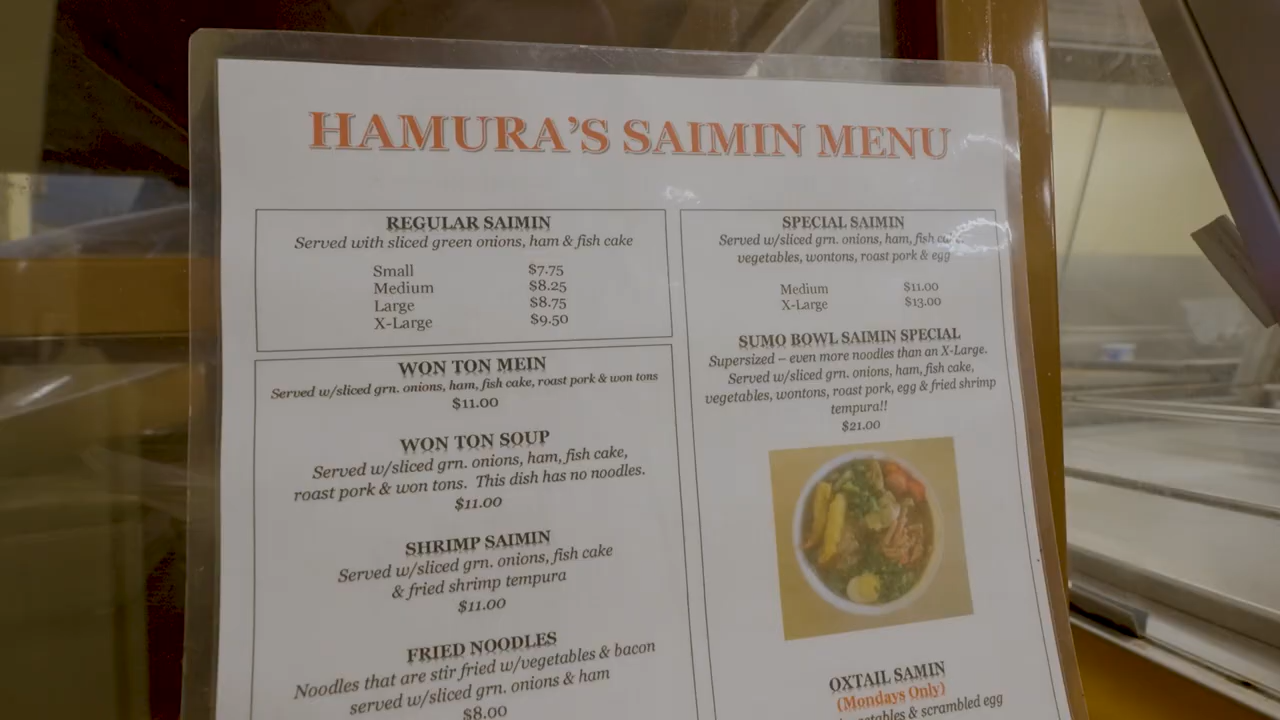 HAMURA'S SAIMIN MENU
REGULAR SAIMIN
Served with sliced green onions, ham & fish cake
Small $7.75
Medium $8.25
Large $8.75
X-Large $9.50
WON TON MEIN
Served w/sliced grn. onions, ham, fish cake, roast pork & won tons
$11.00
WON TON SOUP
Served w/sliced grn. onions, ham, fish cake,
roast pork & won tons. This dish has no noodles.
$11.00
SHRIMP SAIMIN
Served w/sliced grn. onions, fish cake
& fried shrimp tempura
$11.00
FRIED NOODLES
Noodles that are stir fried w/vegetables & bacon
served w/sliced grn. onions & ham
$8.00
SPECIAL SAIMIN
Served w/sliced grn. onions, ham, fish cake,
vegetables, wontons, roast pork & egg
Medium $11.00
X-Large $13.00
SUMO BOWL SAIMIN SPECIAL
Supersized – even more noodles than an X-Large.
Served w/sliced grn. onions, ham, fish cake,
vegetables, wontons, roast pork, egg & fried shrimp
tempura!!
$21.00
OXTAIL SAMIN
(Mondays Only)
& scrambled egg